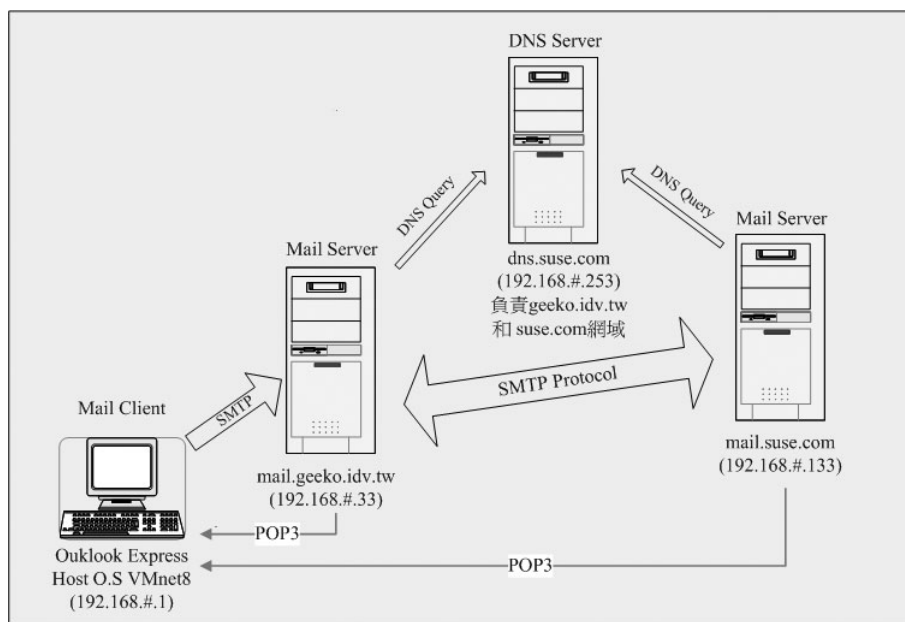 DNS Server
DNS Query
DNS Query
Mail Server
Mail Server
dns.suse.com
(192.168.#.253)
負責geeko.idv.tw
和 suse.com網域
SMTP Protocol
Mail Client
SMTP
mail.suse.com
(192.168.#.133)
mail.geeko.idv.tw
(192.168.#.33)
POP3
Ouklook Express
Host O.S VMnet8
(192.168.#.1)
POP3